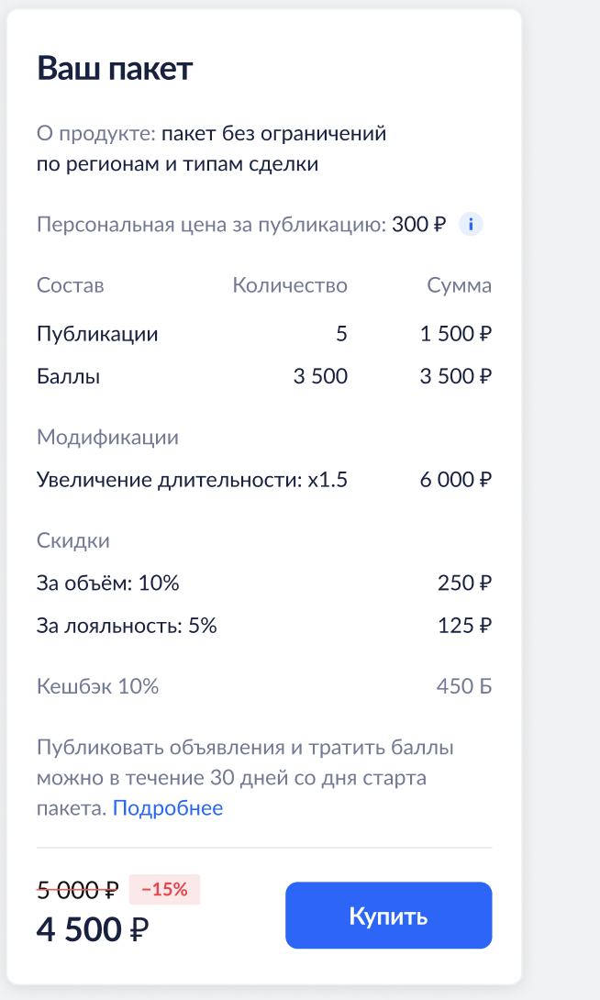 Ваш пакет
О продукте: пакет без ограничений
по регионам и типам сделки
Персональная цена за публикацию: 300 ₽ i
Состав Количество Сумма
Публикации 5 1 500 ₽
Баллы 3 500 3 500 ₽
Модификации
Увеличение длительности: x1.5 6 000 ₽
Скидки
За объём: 10% 250 ₽
За лояльность: 5% 125 ₽
Кешбэк 10% 450 Б
Публиковать объявления и тратить баллы
можно в течение 30 дней со дня старта
пакета. Подробнее
5 000 ₽ −15%
4 500 ₽
Купить